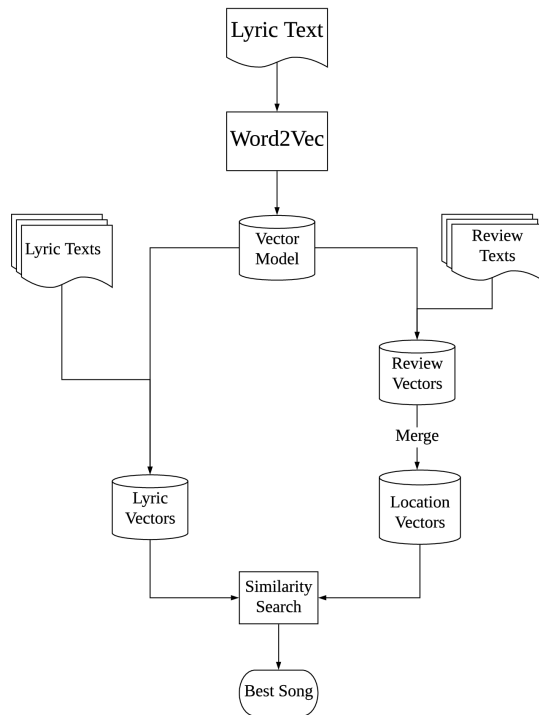 Lyric Text
Word2Vec
Lyric Texts
Vector
Model
Review
Texts
Review
Vectors
Merge
Lyric
Vectors
Location
Vectors
Similarity
Search
Best Song